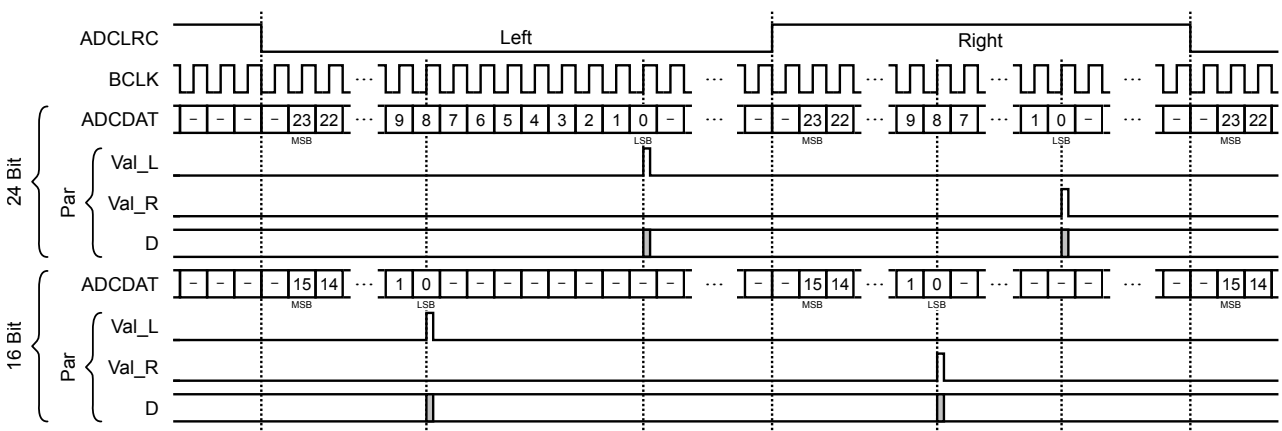 ADCLRC Left Right
BCLK ... ... ... ...
24 Bit
ADCDAT - - - - 23 22 ... 9 8 7 6 5 4 3 2 1 0 - ... - - 23 22 ... 9 8 7 ... 1 0 - ... - - 23 22
MSB LSB MSB LSB MSB
Par
Val_L
Val_R
D
16 Bit
ADCDAT - - - - 15 14 ... 1 0 - - - - - - - - - ... - - 15 14 ... 1 0 - ... - - - ... - - 15 14
MSB LSB MSB LSB MSB
Par
Val_L
Val_R
D